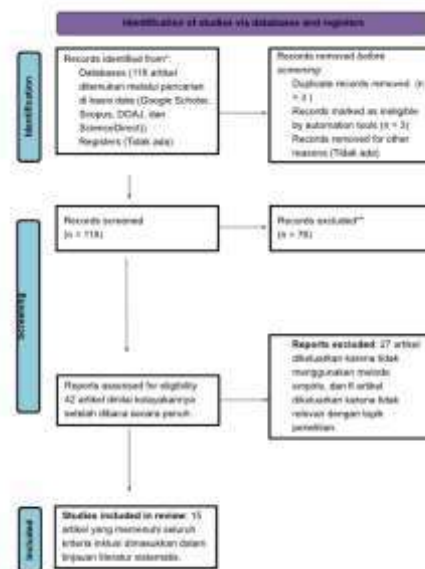 Identification of studies via databases and registers
Identification
Records identified from*:
Databases (118 artikel
ditemukan melalui pencarian
di basis data (Google Scholar,
Scopus, DOAJ, dan
ScienceDirect)
Registers (Tidak ada)
Records removed before
screening:
Duplicate records removed (n
Records marked as ineligible
by automation tools (n = 3)
Records removed for other
reasons (Tidak ada)
Screening
Records screened
(n = 118)
Records excluded**
(n = 76)
Reports assessed for eligibility
42 artikel dinilai kelayakannya
setelah dibaca secara penuh
Reports excluded: 27 artikel
dikeluarkan karena tidak
menggunakan metode
empiris, dan 6 artikel
dikeluarkan karena tidak
relevan dengan topik
penelitian.
Included
Studies included in review: 15
artikel yang memenuhi seluruh
kriteria inklusi dimasukkan dalam
tinjauan literatur sistematis.